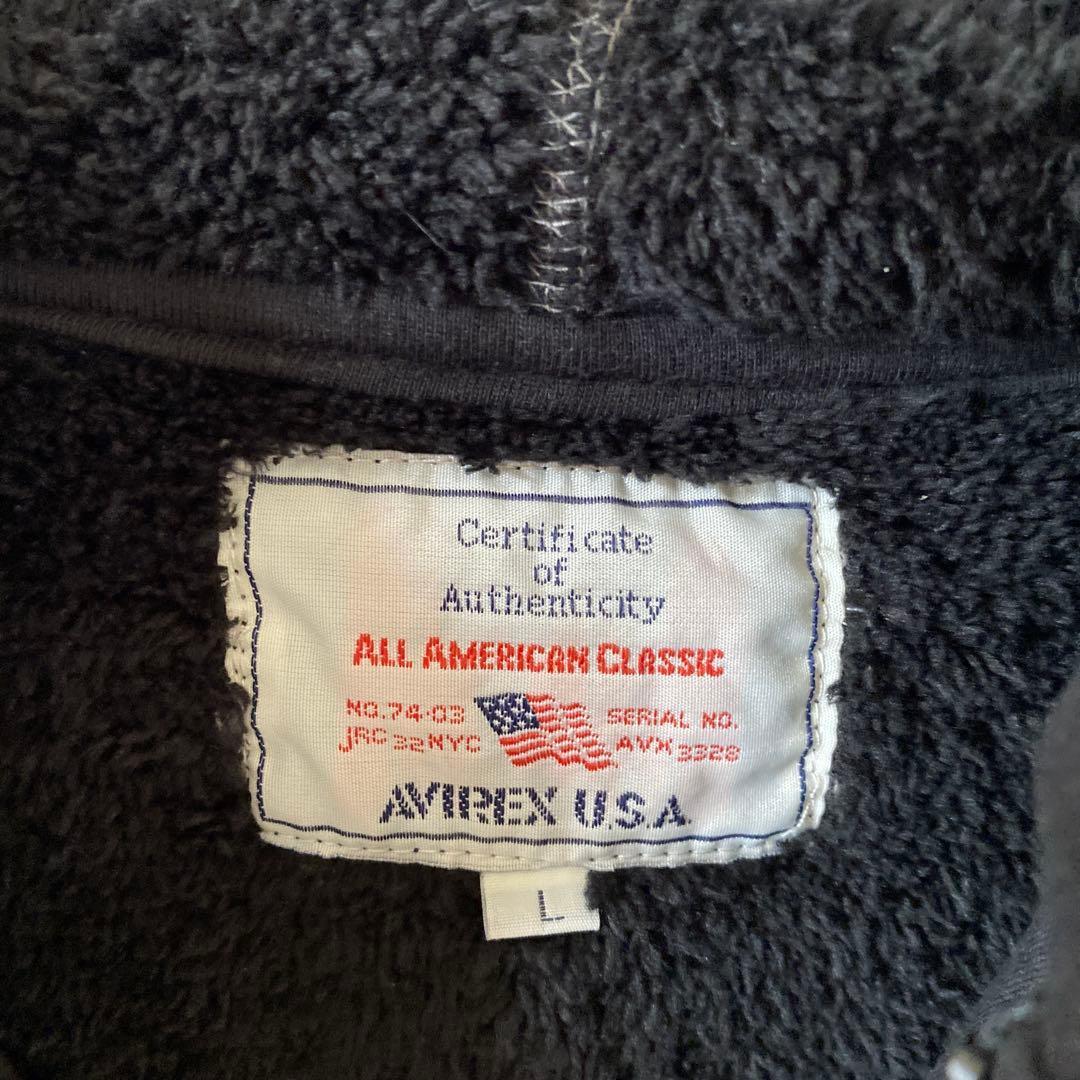 Certificate
of
Authenticity
ALL AMERICAN CLASSIC
NO.74-03 SERIAL NO.
JRC 32 NYC AVX 3328
AVIREX U.S.A.
L